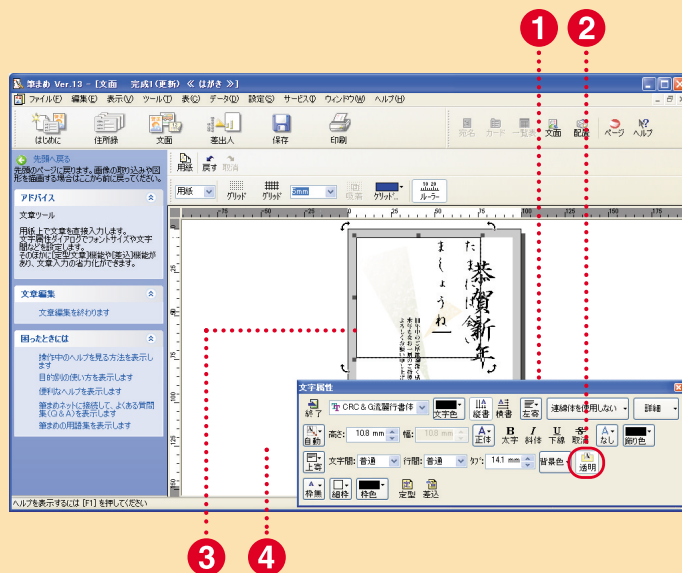 1 2
筆まめ Ver.13 - [文面 完成1(更新) ≪ はがき ≫]
ファイル(F) 編集(E) 表示(V) ツール(T) 表(C) データ(D) 設定(S) サービス(I) ウィンドウ(W) ヘルプ(H)
はじめに 住所録 文面 差出人 保存 印刷 宛名 カード 一覧表 文面 配置 ページ ヘルプ
先頭へ戻る
先頭のページに戻ります。画像の取り込みや図
形を描画する場合はここから前に戻ってください。
アドバイス
文章ツール
用紙上で文章を直接入力します。
文字属性ダイアログでフォントサイズや文字
間などを設定します。
そのほかに[定型文章]機能や[差込]機能が
あり、文章入力の省力化ができます。
文章編集
文章編集を終わります
困ったときには
操作中のヘルプを見る方法を表示し
ます
目的別の使い方を表示します
便利なヘルプを表示します
筆まめネットに接続して、よくある質問
集(Q&A)を表示します
筆まめの用語集を表示します
ヘルプを表示するには [F1] を押してください
用紙 戻す 取消
用紙 グリッド グリッド 5mm 吸着 グリッド... ルーラー
恭賀新年
たまには会い
ましょうね
文字属性
終了 CRC&G流麗行書体 文字色 縦書 横書 左寄 連綿体を使用しない 詳細
自動 高さ: 10.8 mm 幅: 10.8 mm 正体 太字 斜体 下線 取消 なし 飾り色
上寄 文字間: 普通 行間: 普通 タブ: 14.1 mm 背景色 透明
枠無 細枠 枠色 定型 差込
3 4